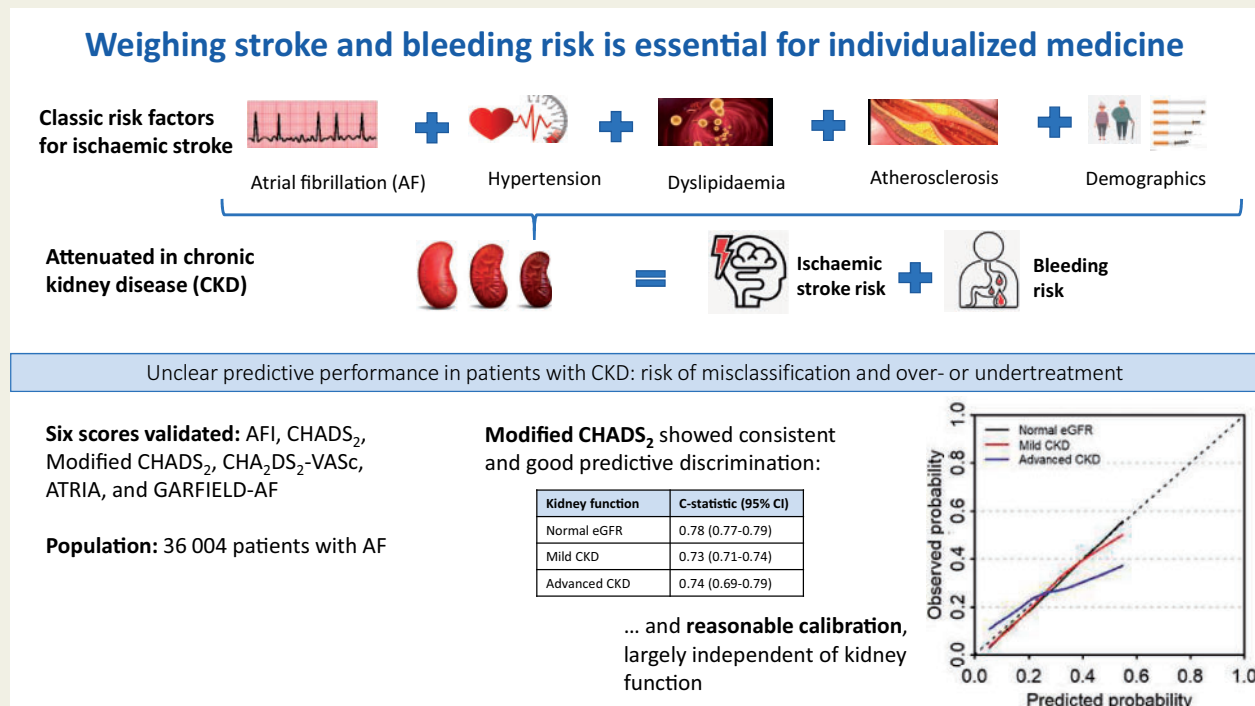 Weighing stroke and bleeding risk is essential for individualized medicine
Classic risk factors
for ischaemic stroke
Atrial fibrillation (AF)
Hypertension
Dyslipidaemia
Atherosclerosis
Demographics
Attenuated in chronic
kidney disease (CKD)
Ischaemic
stroke risk
Bleeding
risk
Unclear predictive performance in patients with CKD: risk of misclassification and over- or undertreatment
Six scores validated: AFI, CHADS₂,
Modified CHADS₂, CHA₂DS₂-VASc,
ATRIA, and GARFIELD-AF
Population: 36 004 patients with AF
Modified CHADS₂ showed consistent
and good predictive discrimination:
Kidney function C-statistic (95% CI)
Normal eGFR 0.78 (0.77-0.79)
Mild CKD 0.73 (0.71-0.74)
Advanced CKD 0.74 (0.69-0.79)
... and reasonable calibration,
largely independent of kidney
function
Normal eGFR
Mild CKD
Advanced CKD
Observed probability
1.0
0.8
0.6
0.4
0.2
0.0
0.0 0.2 0.4 0.6 0.8 1.0
Predicted probability